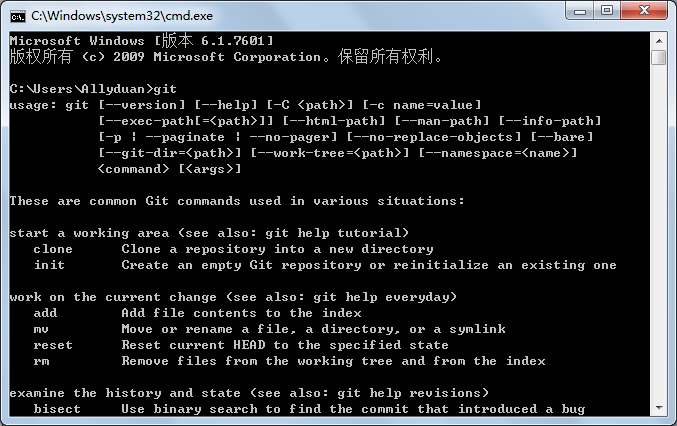 C:\Windows\system32\cmd.exe
Microsoft Windows [版本 6.1.7601]
版权所有 (c) 2009 Microsoft Corporation。保留所有权利。
C:\Users\Allyduan>git
usage: git [--version] [--help] [-C <path>] [-c name=value]
           [--exec-path[=<path>]] [--html-path] [--man-path] [--info-path]
           [-p ¦ --paginate ¦ --no-pager] [--no-replace-objects] [--bare]
           [--git-dir=<path>] [--work-tree=<path>] [--namespace=<name>]
           <command> [<args>]
These are common Git commands used in various situations:
start a working area (see also: git help tutorial)
   clone      Clone a repository into a new directory
   init       Create an empty Git repository or reinitialize an existing one
work on the current change (see also: git help everyday)
   add        Add file contents to the index
   mv         Move or rename a file, a directory, or a symlink
   reset      Reset current HEAD to the specified state
   rm         Remove files from the working tree and from the index
examine the history and state (see also: git help revisions)
   bisect     Use binary search to find the commit that introduced a bug